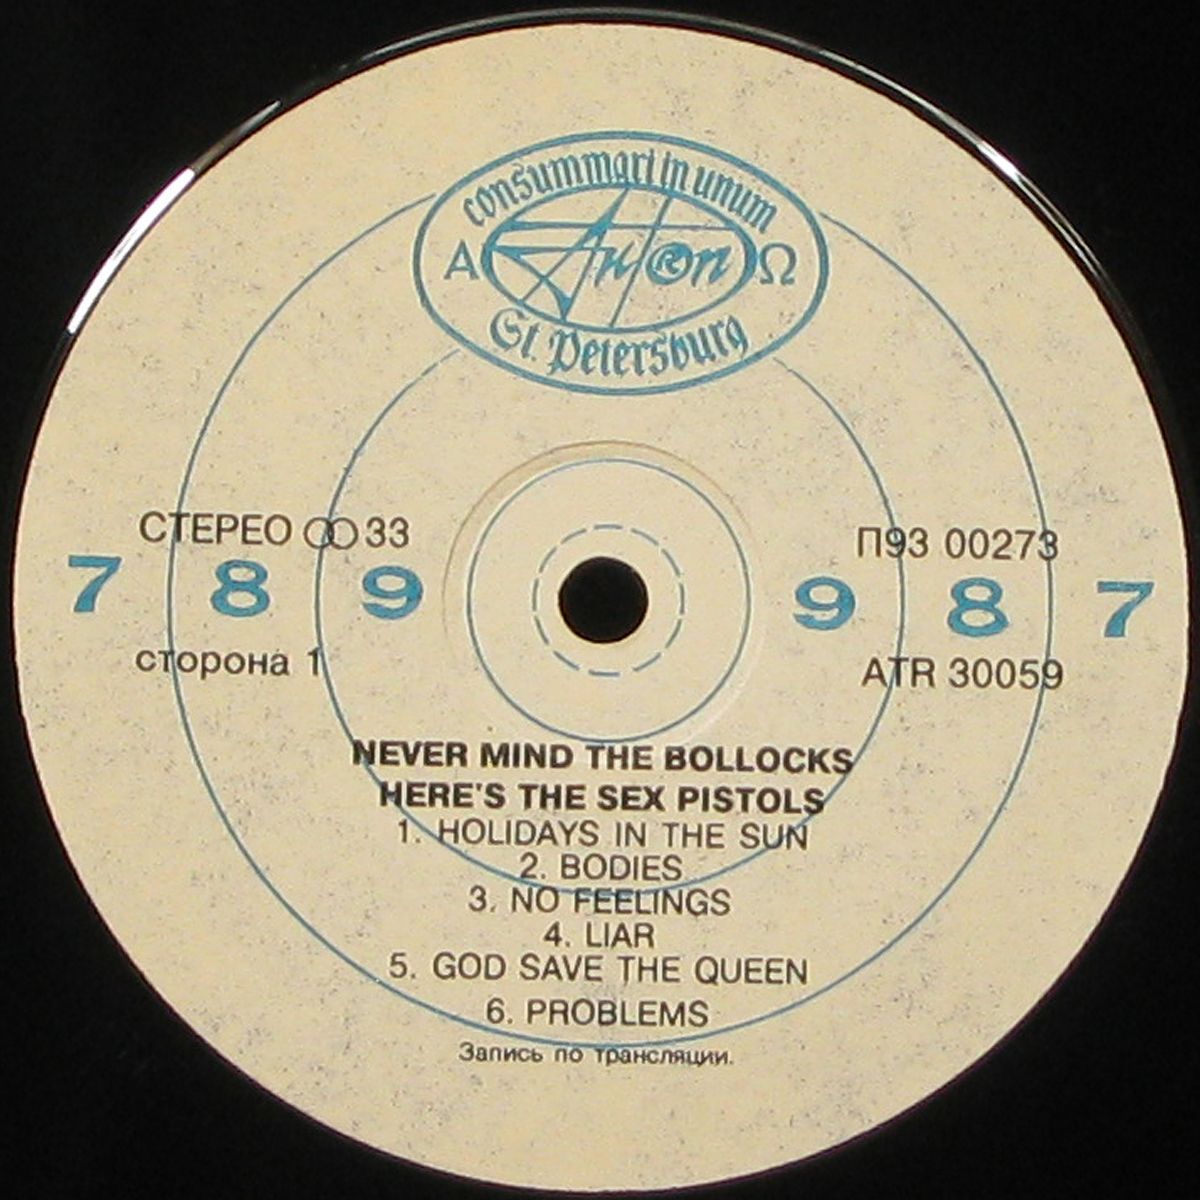 consummari in unum
Α Антоп Ω
St. Petersburg
СТЕРЕО 33
П93 00273
7 8 9 9 8 7
сторона 1
ATR 30059
NEVER MIND THE BOLLOCKS
HERE'S THE SEX PISTOLS
1. HOLIDAYS IN THE SUN
2. BODIES
3. NO FEELINGS
4. LIAR
5. GOD SAVE THE QUEEN
6. PROBLEMS
Запись по трансляции.